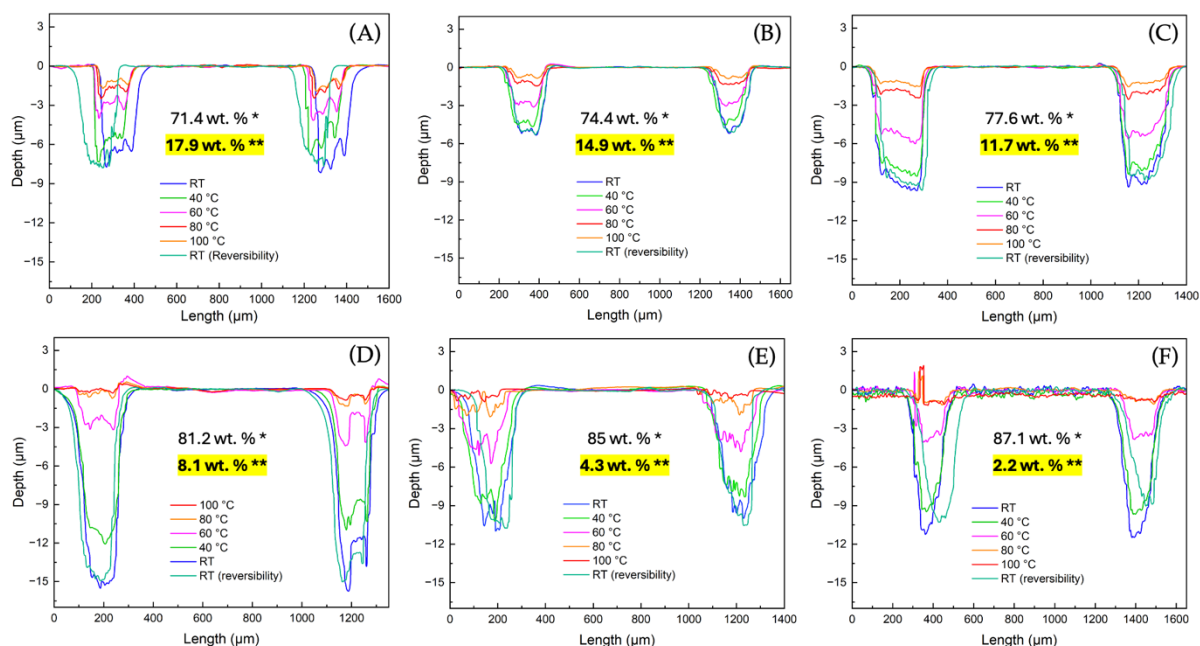 (A)
3
0
−3
−6
−9
−12
−15
Depth (µm)
71.4 wt. % *
17.9 wt. % **
RT
40 °C
60 °C
80 °C
100 °C
RT (Reversibility)
0 200 400 600 800 1000 1200 1400 1600
Length (µm)
(B)
3
0
−3
−6
−9
−12
−15
Depth (µm)
74.4 wt. % *
14.9 wt. % **
RT
40 °C
60 °C
80 °C
100 °C
RT (reversibility)
0 200 400 600 800 1000 1200 1400 1600
Length (µm)
(C)
3
0
−3
−6
−9
−12
−15
Depth (µm)
77.6 wt. % *
11.7 wt. % **
RT
40 °C
60 °C
80 °C
100 °C
RT (reversibility)
0 200 400 600 800 1000 1200 1400
Length (µm)
(D)
3
0
−3
−6
−9
−12
−15
Depth (µm)
81.2 wt. % *
8.1 wt. % **
100 °C
80 °C
60 °C
40 °C
RT
RT (reversibility)
0 200 400 600 800 1000 1200
Length (µm)
(E)
3
0
−3
−6
−9
−12
−15
Depth (µm)
85 wt. % *
4.3 wt. % **
RT
40 °C
60 °C
80 °C
100 °C
RT (reversibility)
0 200 400 600 800 1000 1200 1400
Length (µm)
(F)
3
0
−3
−6
−9
−12
−15
Depth (µm)
87.1 wt. % *
2.2 wt. % **
RT
40 °C
60 °C
80 °C
100 °C
RT (reversibility)
0 200 400 600 800 1000 1200 1400 1600
Length (µm)